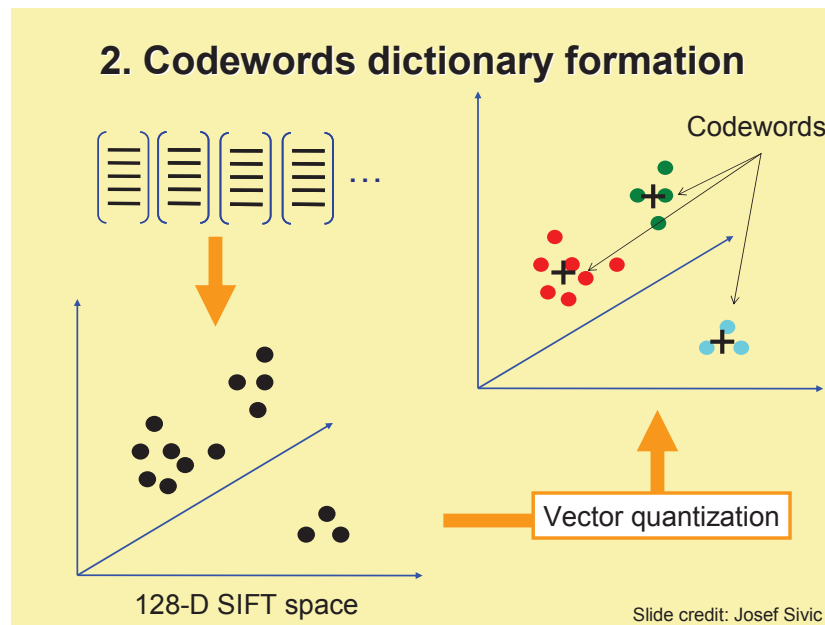 2. Codewords dictionary formation
Codewords
...
Vector quantization
128-D SIFT space
Slide credit: Josef Sivic